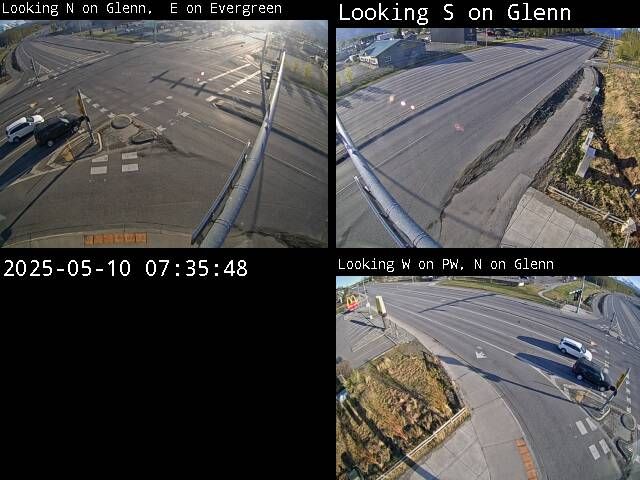 Looking N on Glenn,  E on Evergreen
Looking S on Glenn
2025-05-10 07:35:48
Looking W on PW, N on Glenn